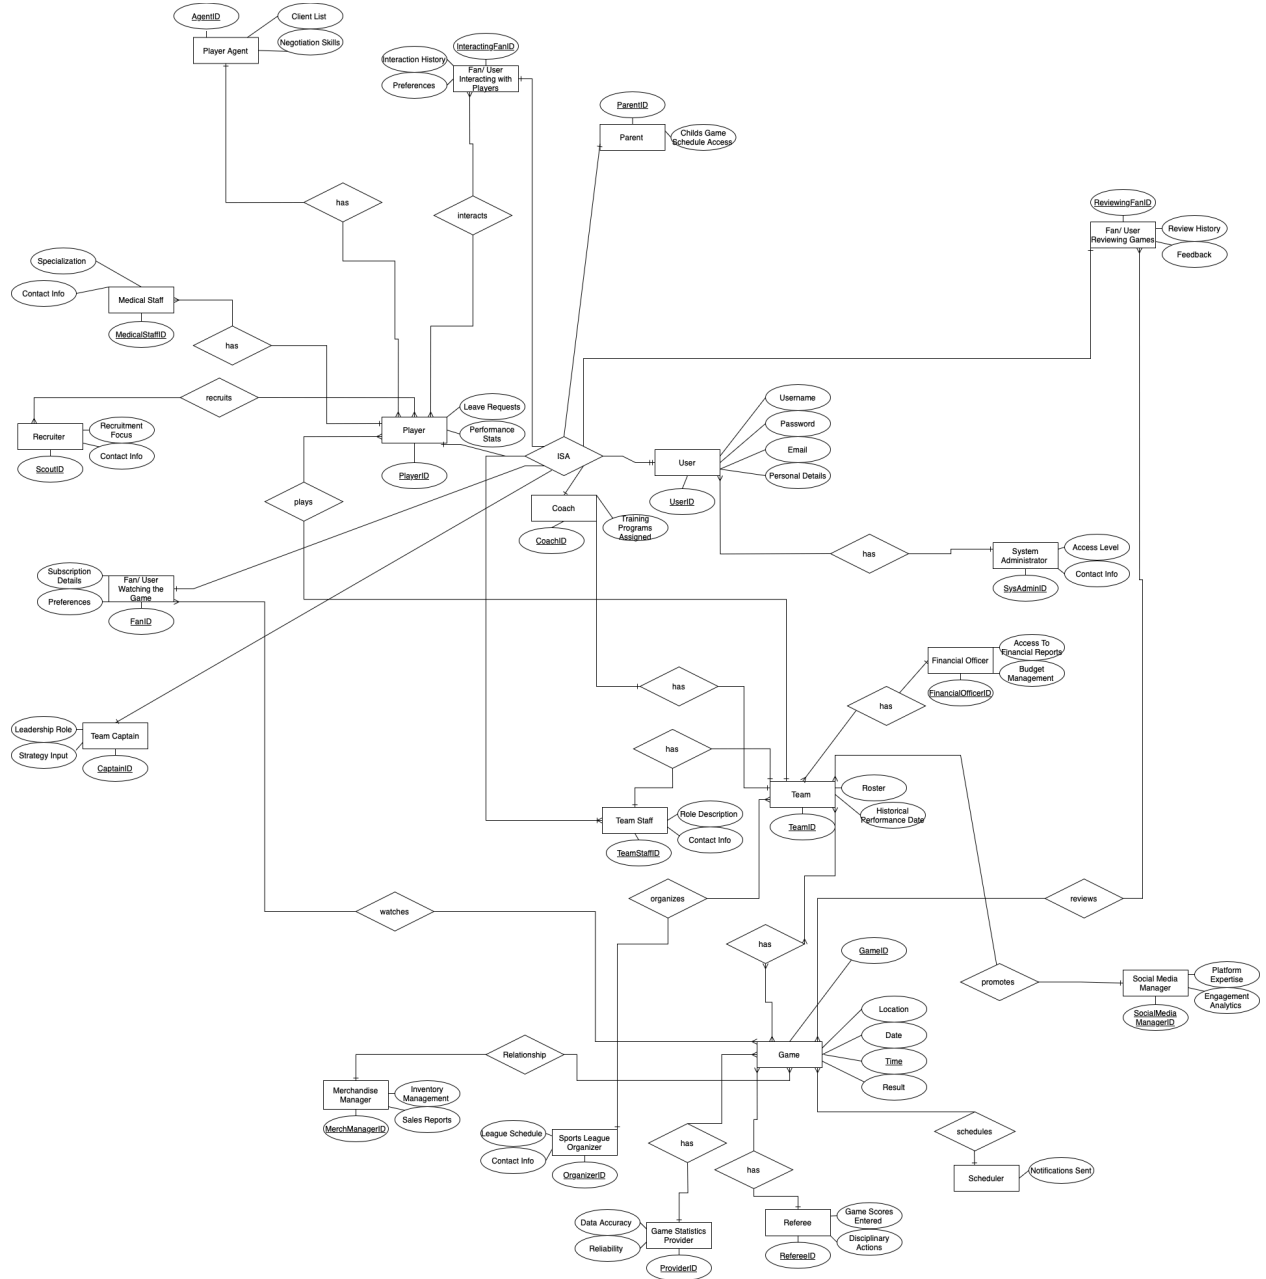 AgentID
Client List
Player Agent
Negotiation Skills
InteractingFanID
Interaction History
Fan/ User
Interacting with
Players
Preferences
ParentID
Parent
Childs Game
Schedule Access
has
interacts
ReviewingFanID
Fan/ User
Reviewing Games
Review History
Feedback
Specialization
Contact Info
Medical Staff
MedicalStaffID
has
recruits
Recruiter
Recruitment
Focus
Contact Info
ScoutID
Player
Leave Requests
Performance
Stats
PlayerID
ISA
User
Username
Password
Email
Personal Details
UserID
plays
Coach
CoachID
Training
Programs
Assigned
has
System
Administrator
Access Level
Contact Info
SysAdminID
Subscription
Details
Preferences
Fan/ User
Watching the
Game
FanID
Financial Officer
Access To
Financial Reports
Budget
Management
FinancialOfficerID
has
has
Leadership Role
Strategy Input
Team Captain
CaptainID
has
Team
Roster
Historical
Performance Date
TeamID
Team Staff
Role Description
Contact Info
TeamStaffID
organizes
watches
reviews
has
GameID
promotes
Social Media
Manager
Platform
Expertise
Engagement
Analytics
SocialMedia
ManagerID
Location
Date
Time
Result
Game
Relationship
Merchandise
Manager
Inventory
Management
Sales Reports
MerchManagerID
League Schedule
Contact Info
Sports League
Organizer
OrganizerID
has
has
schedules
Scheduler
Notifications Sent
Data Accuracy
Reliability
Game Statistics
Provider
ProviderID
Referee
Game Scores
Entered
Disciplinary
Actions
RefereeID